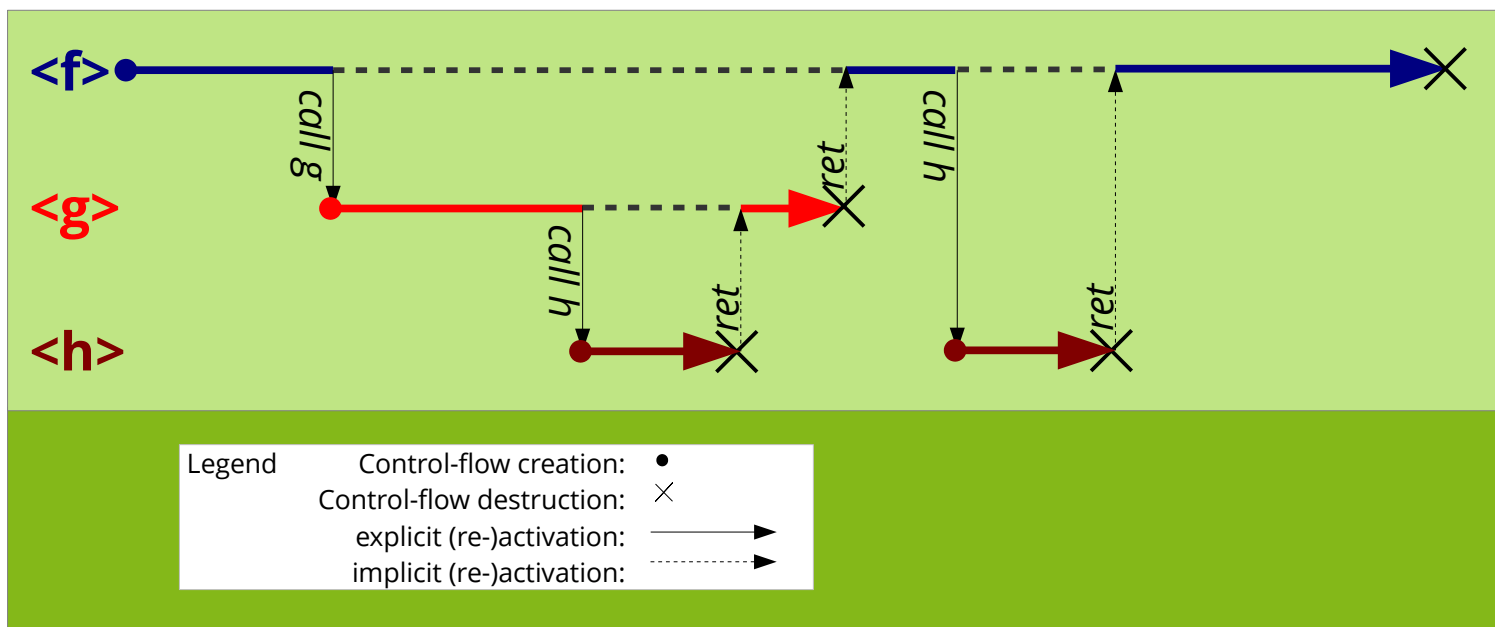 <f>
call g
ret
call h
<g>
call h
ret
ret
<h>
Legend
Control-flow creation:
Control-flow destruction:
explicit (re-)activation:
implicit (re-)activation: